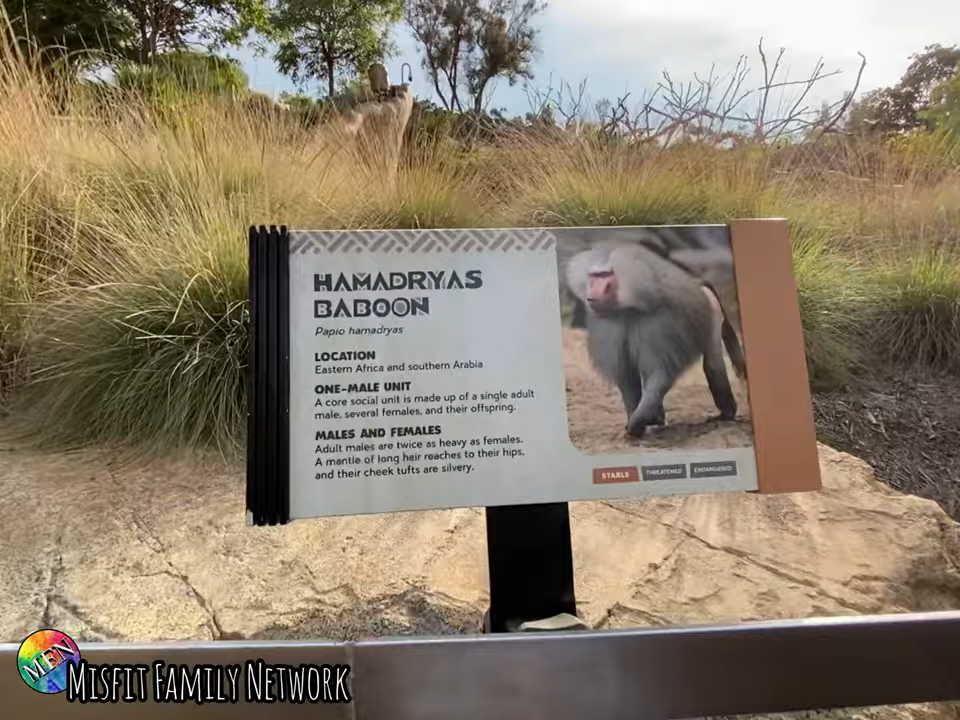 HAMADRYAS
BABOON
Papio hamadryas
LOCATION
Eastern Africa and southern Arabia
ONE-MALE UNIT
A core social unit is made up of a single adult
male, several females, and their offspring.
MALES AND FEMALES
Adult males are twice as heavy as females.
A mantle of long heir reaches to their hips,
and their cheek tufts are silvery.
STABLE THREATENED ENDANGERED
MFN
MISFIT FAMILY NETWORK